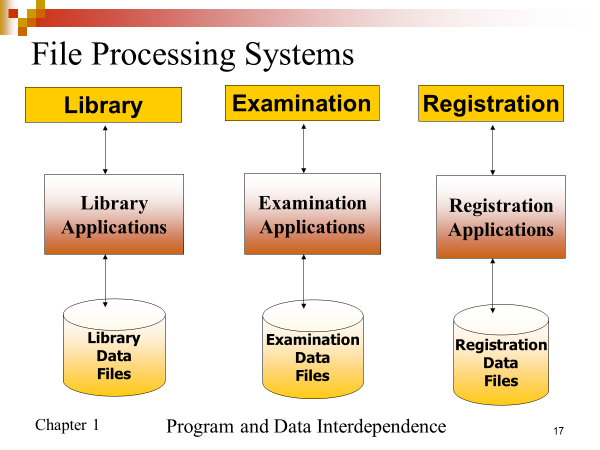 File Processing Systems
Library
Examination
Registration
Library
Applications
Examination
Applications
Registration
Applications
Library
Data
Files
Examination
Data
Files
Registration
Data
Files
Chapter 1
Program and Data Interdependence
17